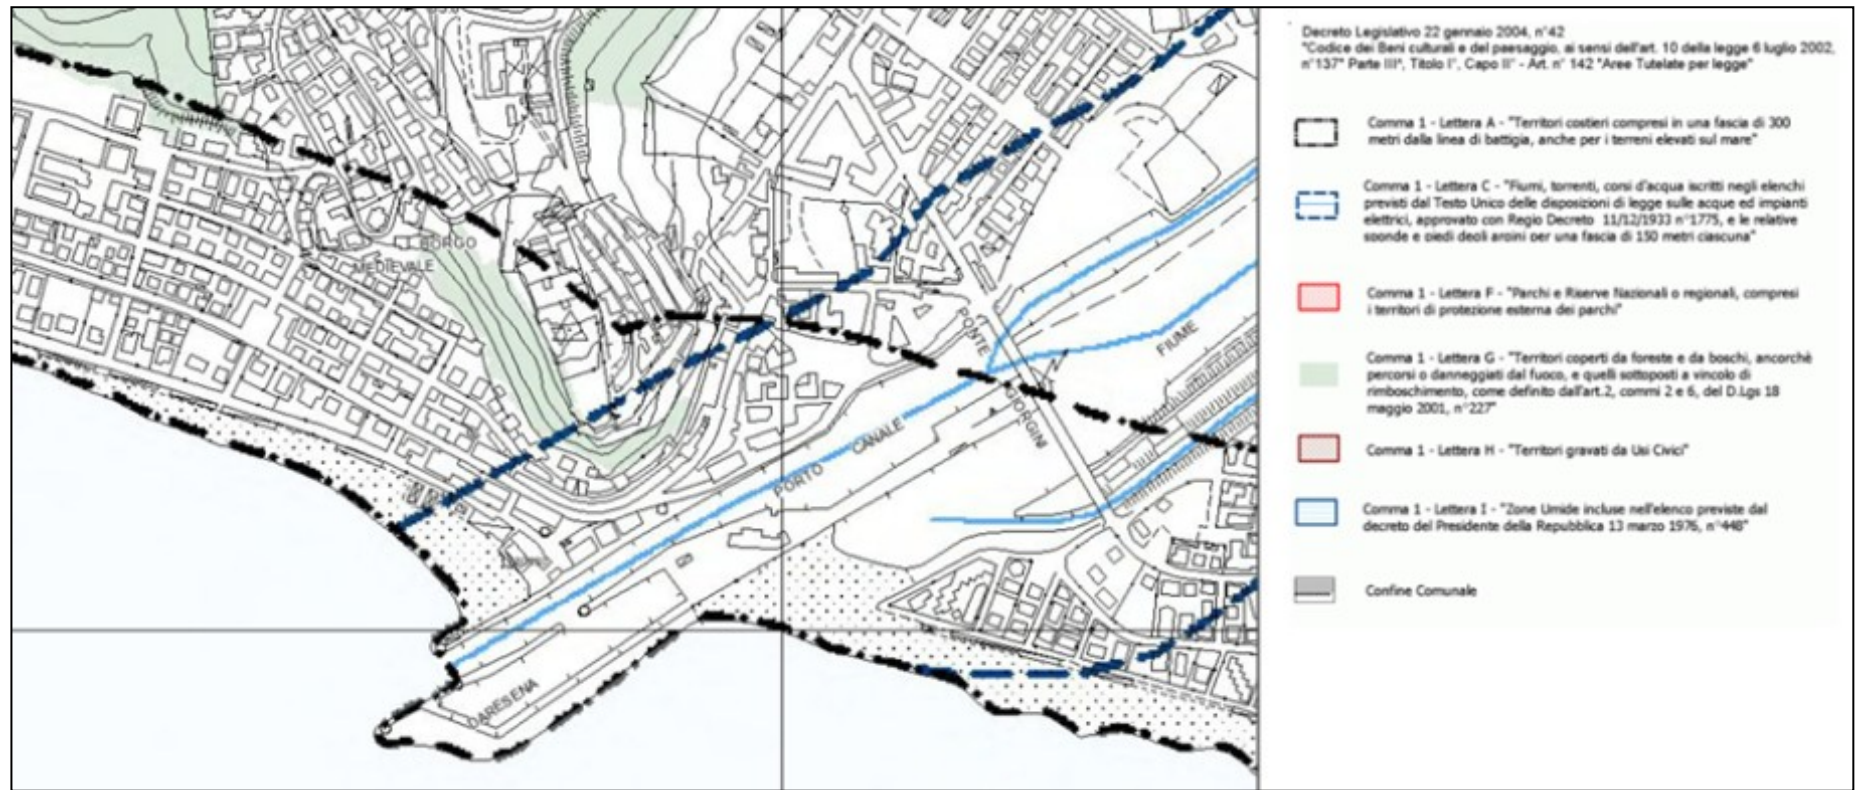 BORGO
MEDIEVALE
PONTE
GIORGINI
FIUME
PORTO CANALE
DARESENA
Decreto Legislativo 22 gennaio 2004, n°42
"Codice dei Beni culturali e del paesaggio, ai sensi dell'art. 10 della legge 6 luglio 2002,
n°137" Parte III°, Titolo I°, Capo II° - Art. n° 142 "Aree Tutelate per legge"
Comma 1 - Lettera A - "Territori costieri compresi in una fascia di 300
metri dalla linea di battigia, anche per i terreni elevati sul mare"
Comma 1 - Lettera C - "Fiumi, torrenti, corsi d'acqua iscritti negli elenchi
previsti dal Testo Unico delle disposizioni di legge sulle acque ed impianti
elettrici, approvato con Regio Decreto 11/12/1933 n°1775, e le relative
sponde e piedi degli argini per una fascia di 150 metri ciascuna"
Comma 1 - Lettera F - "Parchi e Riserve Nazionali o regionali, compresi
i territori di protezione esterna dei parchi"
Comma 1 - Lettera G - "Territori coperti da foreste e da boschi, ancorchè
percorsi o danneggiati dal fuoco, e quelli sottoposti a vincolo di
rimboschimento, come definito dall'art.2, commi 2 e 6, del D.Lgs 18
maggio 2001, n°227"
Comma 1 - Lettera H - "Territori gravati da Usi Civici"
Comma 1 - Lettera I - "Zone Umide incluse nell'elenco previste dal
decreto del Presidente della Repubblica 13 marzo 1976, n°448"
Confine Comunale